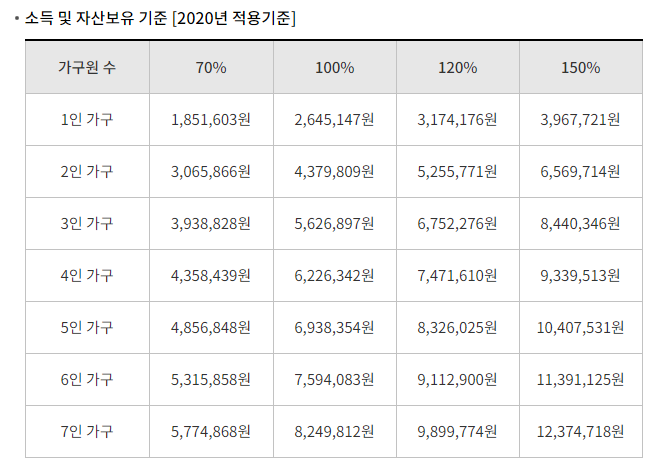 • 소득 및 자산보유 기준 [2020년 적용기준]
가구원 수 70% 100% 120% 150%
1인 가구 1,851,603원 2,645,147원 3,174,176원 3,967,721원
2인 가구 3,065,866원 4,379,809원 5,255,771원 6,569,714원
3인 가구 3,938,828원 5,626,897원 6,752,276원 8,440,346원
4인 가구 4,358,439원 6,226,342원 7,471,610원 9,339,513원
5인 가구 4,856,848원 6,938,354원 8,326,025원 10,407,531원
6인 가구 5,315,858원 7,594,083원 9,112,900원 11,391,125원
7인 가구 5,774,868원 8,249,812원 9,899,774원 12,374,718원